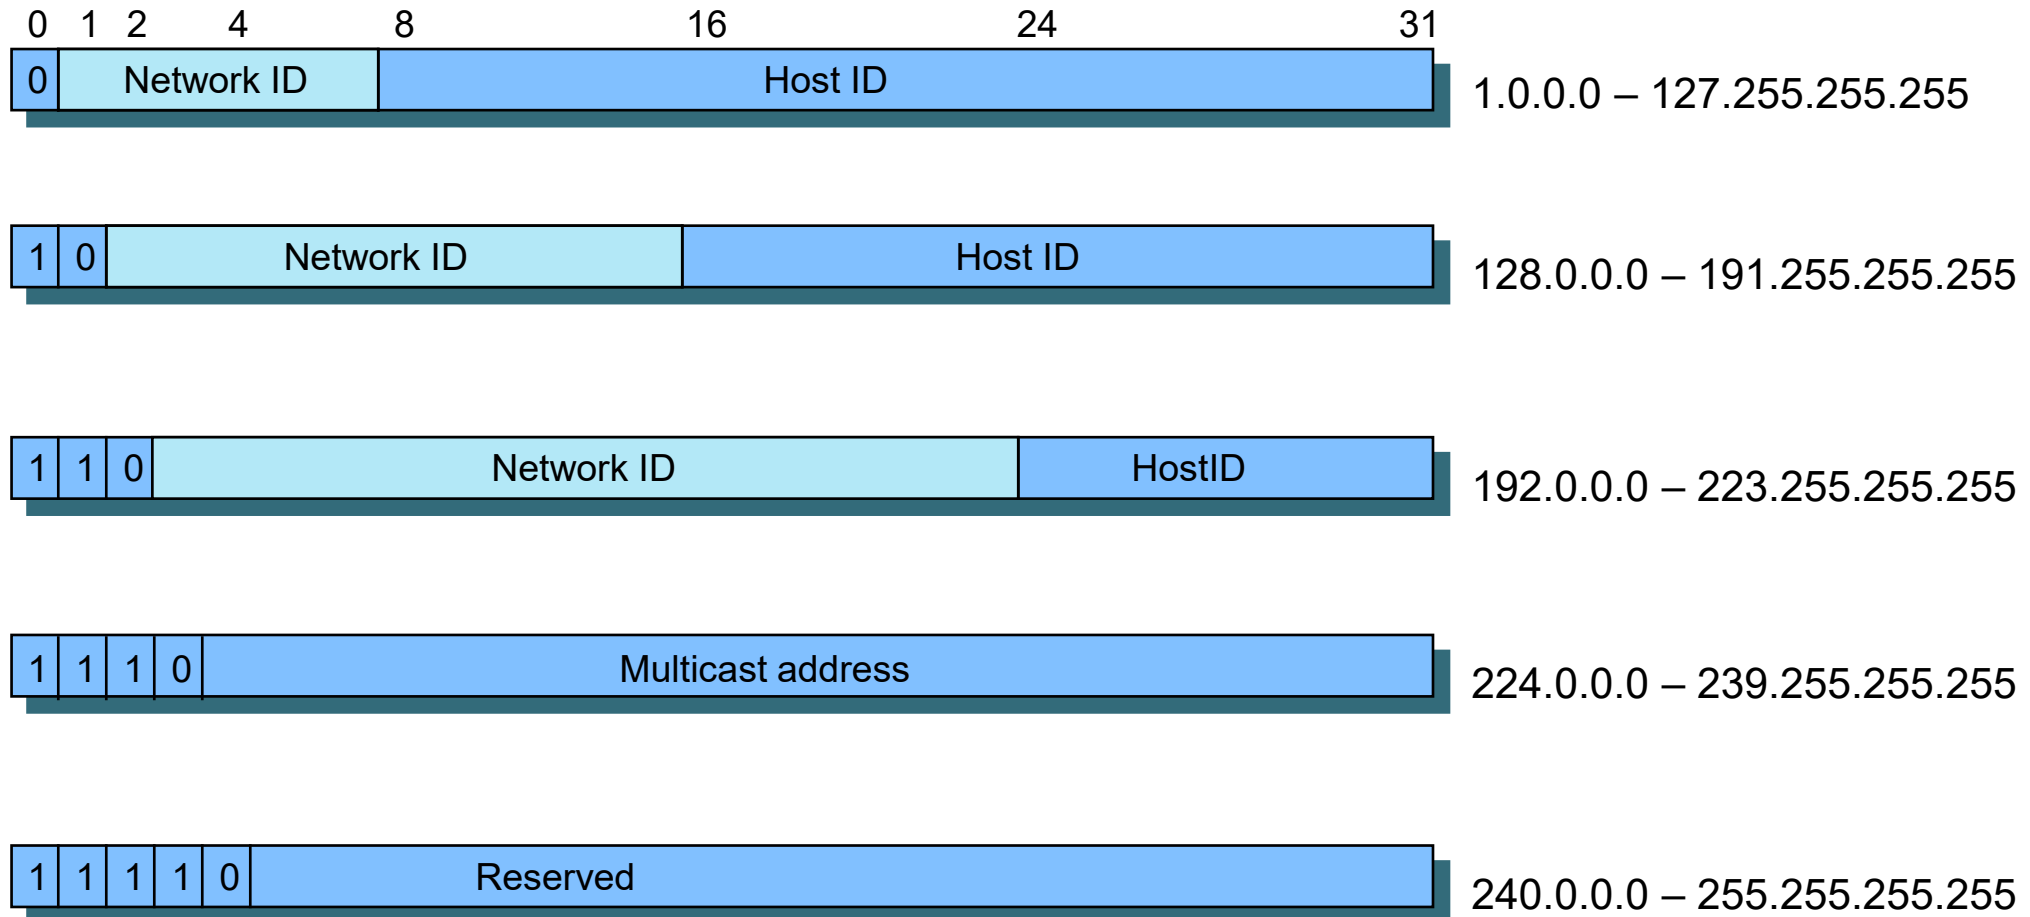 0 1 2 4 8 16 24 31
0 Network ID Host ID 1.0.0.0 – 127.255.255.255
1 0 Network ID Host ID 128.0.0.0 – 191.255.255.255
1 1 0 Network ID HostID 192.0.0.0 – 223.255.255.255
1 1 1 0 Multicast address 224.0.0.0 – 239.255.255.255
1 1 1 1 0 Reserved 240.0.0.0 – 255.255.255.255